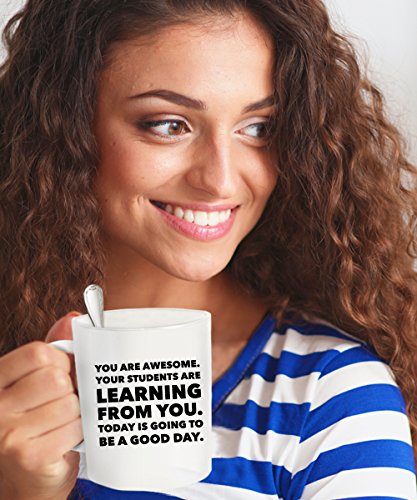 YOU ARE AWESOME.
YOUR STUDENTS ARE
LEARNING
FROM YOU.
TODAY IS GOING TO
BE A GOOD DAY.